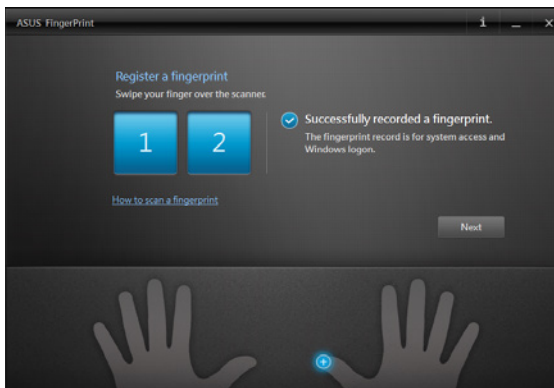 ASUS FingerPrint
Register a fingerprint
Swipe your finger over the scanner.
1 2
Successfully recorded a fingerprint.
The fingerprint record is for system access and
Windows logon.
How to scan a fingerprint
Next